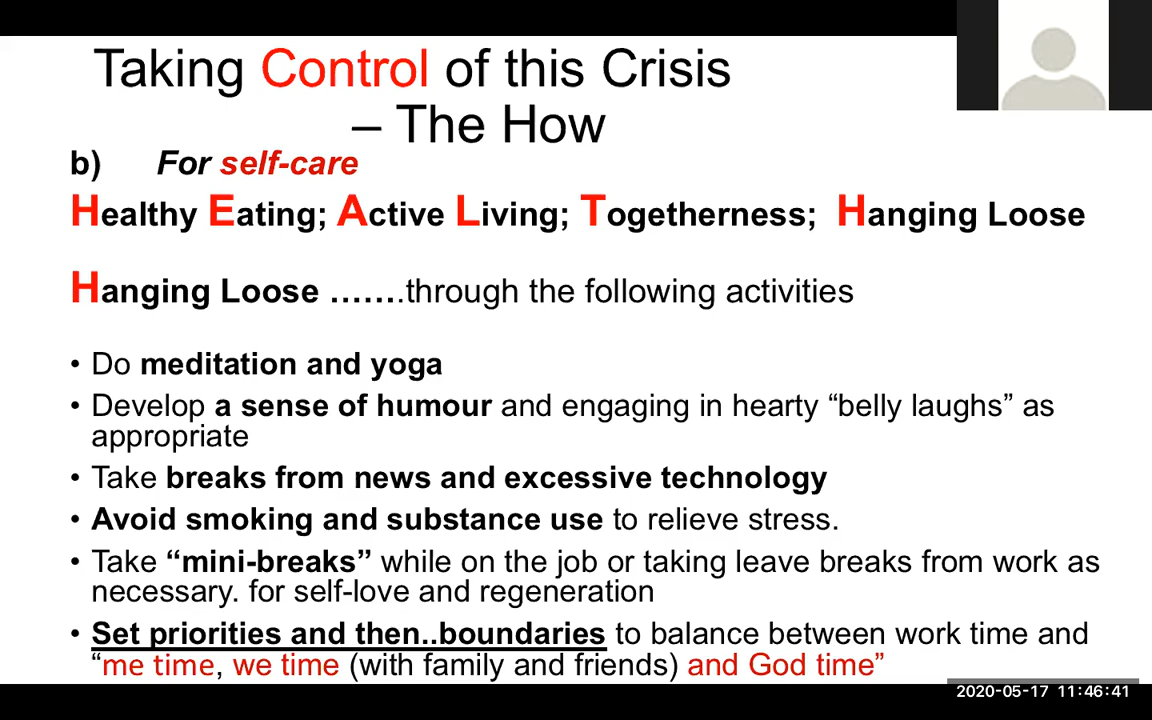 Taking Control of this Crisis
– The How
b) For self-care
Healthy Eating; Active Living; Togetherness; Hanging Loose
Hanging Loose …….through the following activities
• Do meditation and yoga
• Develop a sense of humour and engaging in hearty “belly laughs” as
appropriate
• Take breaks from news and excessive technology
• Avoid smoking and substance use to relieve stress.
• Take “mini-breaks” while on the job or taking leave breaks from work as
necessary. for self-love and regeneration
• Set priorities and then..boundaries to balance between work time and
“me time, we time (with family and friends) and God time”
2020-05-17 11:46:41